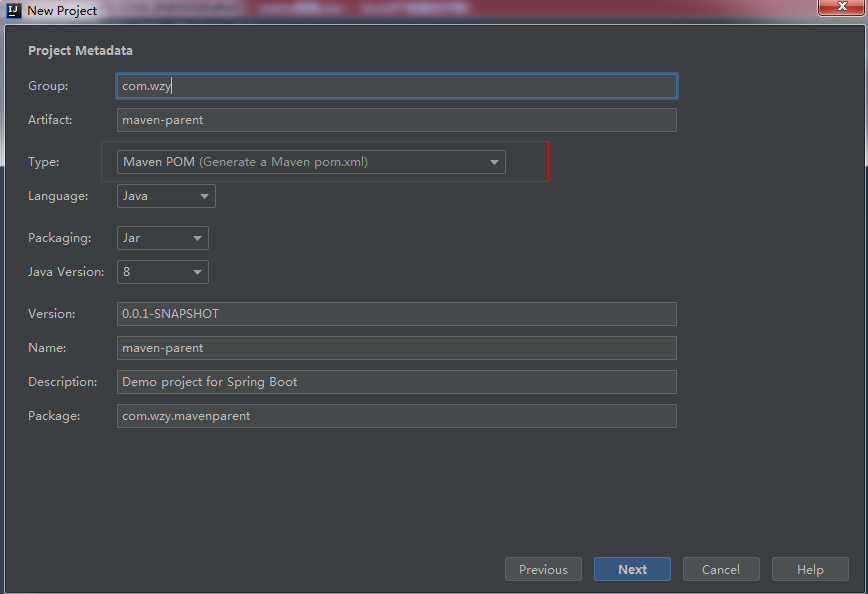 New Project
Project Metadata
Group: com.wzy
Artifact: maven-parent
Type: Maven POM (Generate a Maven pom.xml)
Language: Java
Packaging: Jar
Java Version: 8
Version: 0.0.1-SNAPSHOT
Name: maven-parent
Description: Demo project for Spring Boot
Package: com.wzy.mavenparent
Previous Next Cancel Help